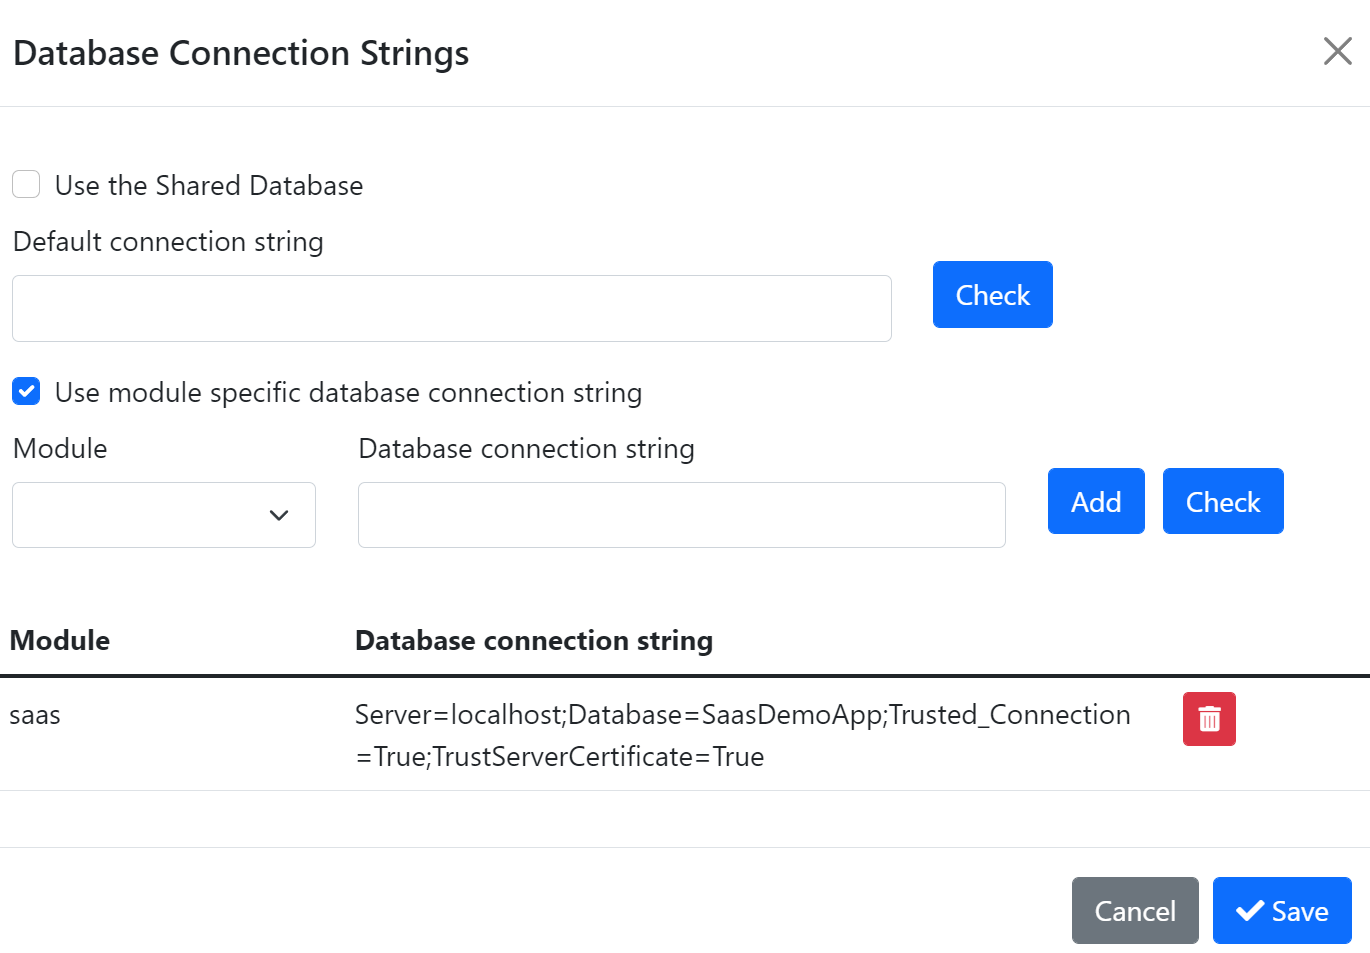 Database Connection Strings
Use the Shared Database
Default connection string
Check
Use module specific database connection string
Module Database connection string
Add Check
Module Database connection string
saas Server=localhost;Database=SaasDemoApp;Trusted_Connection
=True;TrustServerCertificate=True
Cancel Save